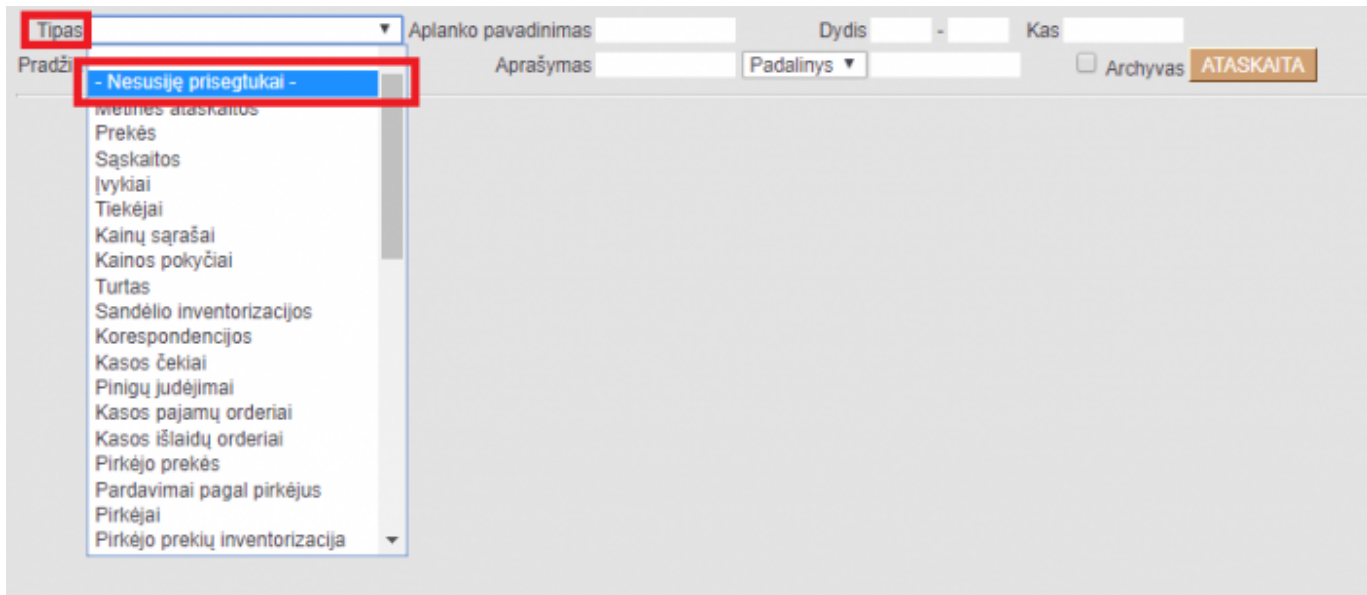 Tipas Aplanko pavadinimas Dydis - Kas
Pradži Aprašymas Padalinys Archyvas ATASKAITA
- Nesusiję prisegtukai -
Metinės ataskaitos
Prekės
Sąskaitos
Įvykiai
Tiekėjai
Kainų sąrašai
Kainos pokyčiai
Turtas
Sandėlio inventorizacijos
Korespondencijos
Kasos čekiai
Pinigų judėjimai
Kasos pajamų orderiai
Kasos išlaidų orderiai
Pirkėjo prekės
Pardavimai pagal pirkėjus
Pirkėjai
Pirkėjo prekių inventorizacija